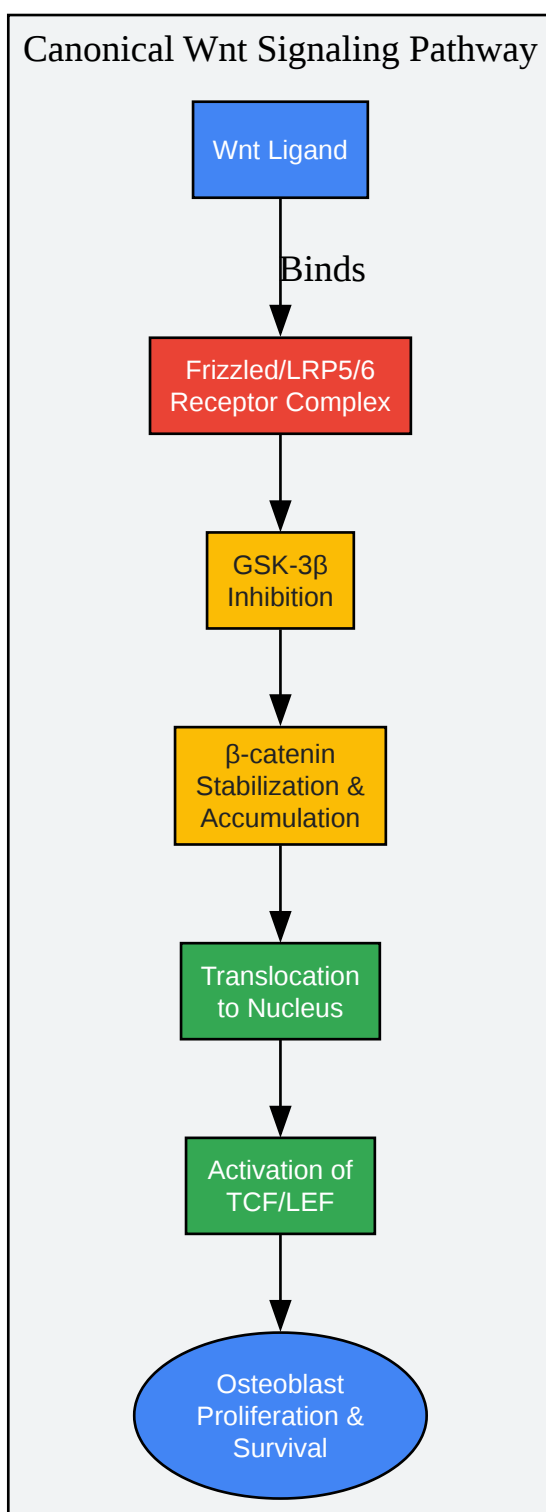 Canonical Wnt Signaling Pathway
Wnt Ligand
Binds
Frizzled/LRP5/6
Receptor Complex
GSK-3β
Inhibition
β-catenin
Stabilization &
Accumulation
Translocation
to Nucleus
Activation of
TCF/LEF
Osteoblast
Proliferation &
Survival